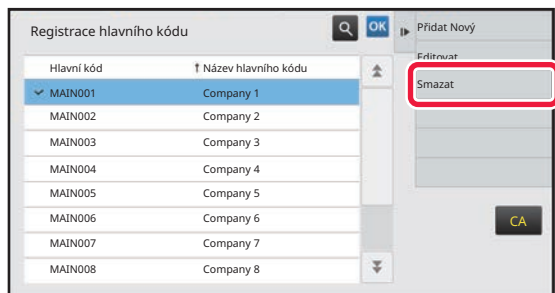 Registrace hlavního kódu
OK
Hlavní kód Název hlavního kódu
MAIN001 Company 1
MAIN002 Company 2
MAIN003 Company 3
MAIN004 Company 4
MAIN005 Company 5
MAIN006 Company 6
MAIN007 Company 7
MAIN008 Company 8
Přidat Nový
Editovat
Smazat
CA